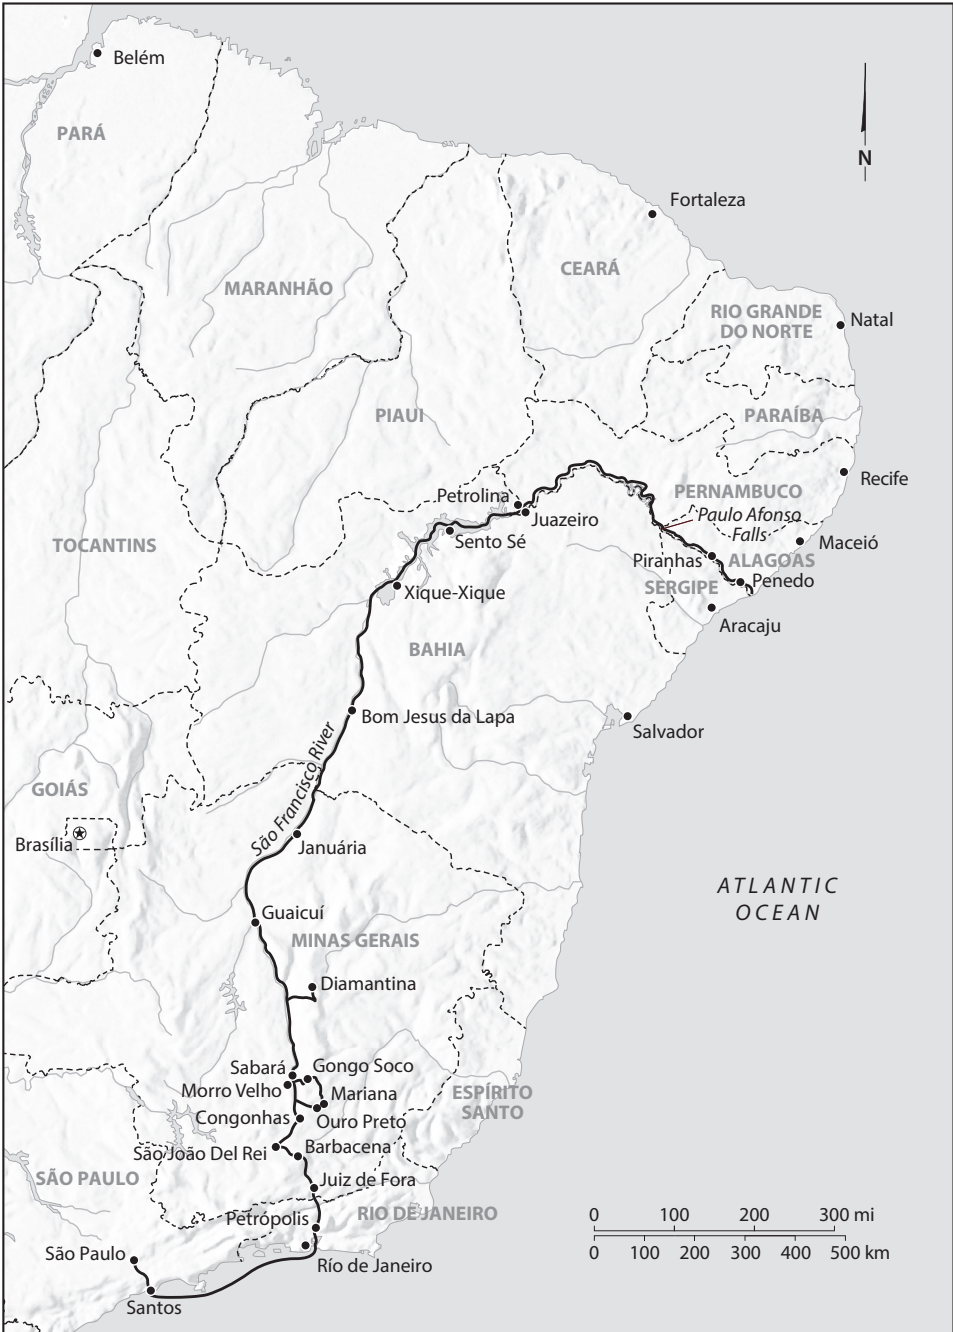 Belém
PARÁ
N
Fortaleza
CEARÁ
MARANHÃO
RIO GRANDE
DO NORTE
Natal
PIAUI
PARAÍBA
Recife
Petrolina
PERNAMBUCO
Juazeiro
Paulo Afonso
Falls
TOCANTINS
Sento Sé
Maceió
Piranhas
ALAGOAS
Penedo
SERGIPE
Xique-Xique
Aracaju
BAHIA
Bom Jesus da Lapa
Salvador
São Francisco River
GOIÁS
Brasília
Januária
ATLANTIC
OCEAN
Guaicuí
MINAS GERAIS
Diamantina
Sabará
Gongo Soco
Morro Velho
Mariana
ESPÍRITO
SANTO
Congonhas
Ouro Preto
São João Del Rei
Barbacena
SÃO PAULO
Juiz de Fora
Petrópolis
RIO DE JANEIRO
0 100 200 300 mi
0 100 200 300 400 500 km
São Paulo
Río de Janeiro
Santos